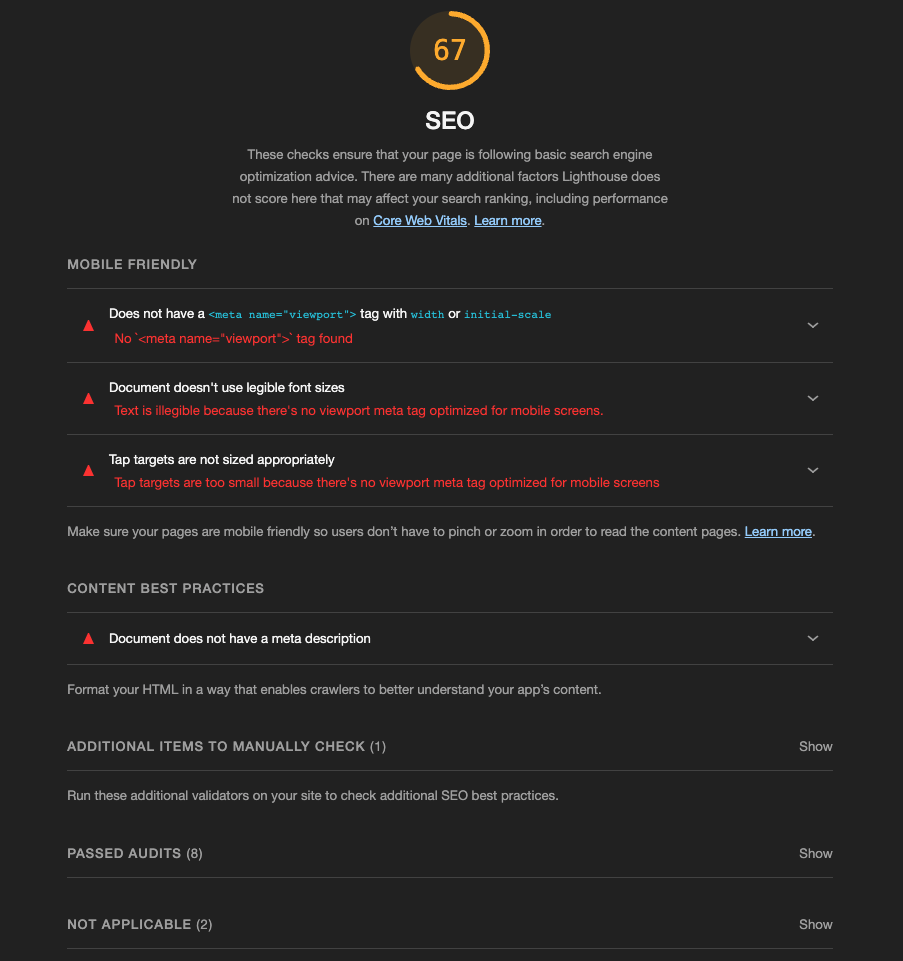 67
SEO
These checks ensure that your page is following basic search engine
optimization advice. There are many additional factors Lighthouse does
not score here that may affect your search ranking, including performance
on Core Web Vitals. Learn more.
MOBILE FRIENDLY
Does not have a <meta name="viewport"> tag with width or initial-scale
No `<meta name="viewport">` tag found
Document doesn't use legible font sizes
Text is illegible because there's no viewport meta tag optimized for mobile screens.
Tap targets are not sized appropriately
Tap targets are too small because there's no viewport meta tag optimized for mobile screens
Make sure your pages are mobile friendly so users don’t have to pinch or zoom in order to read the content pages. Learn more.
CONTENT BEST PRACTICES
Document does not have a meta description
Format your HTML in a way that enables crawlers to better understand your app’s content.
ADDITIONAL ITEMS TO MANUALLY CHECK (1) Show
Run these additional validators on your site to check additional SEO best practices.
PASSED AUDITS (8) Show
NOT APPLICABLE (2) Show